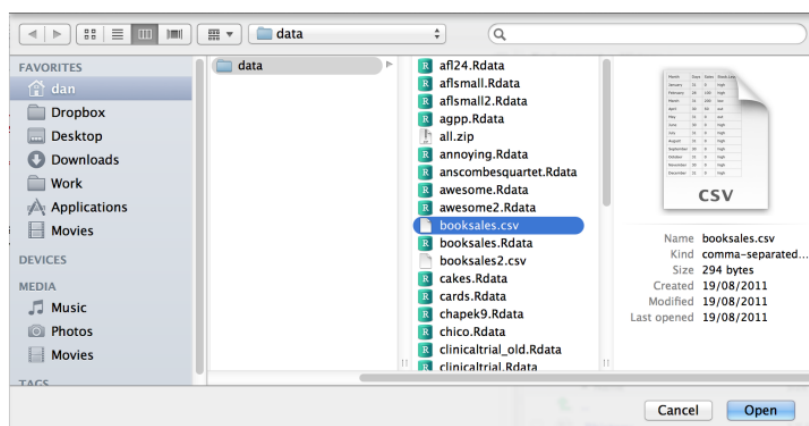 data
FAVORITES
dan
Dropbox
Desktop
Downloads
Work
Applications
Movies
DEVICES
MEDIA
Music
Photos
Movies
TAGS
data
afl24.Rdata
aflsmall.Rdata
aflsmall2.Rdata
agpp.Rdata
all.zip
annoying.Rdata
anscombesquartet.Rdata
awesome.Rdata
awesome2.Rdata
booksales.csv
booksales.Rdata
booksales2.csv
cakes.Rdata
cards.Rdata
chapek9.Rdata
chico.Rdata
clinicaltrial_old.Rdata
clinicaltrial.Rdata
CSV
Name booksales.csv
Kind comma-separated...
Size 294 bytes
Created 19/08/2011
Modified 19/08/2011
Last opened 19/08/2011
Cancel
Open